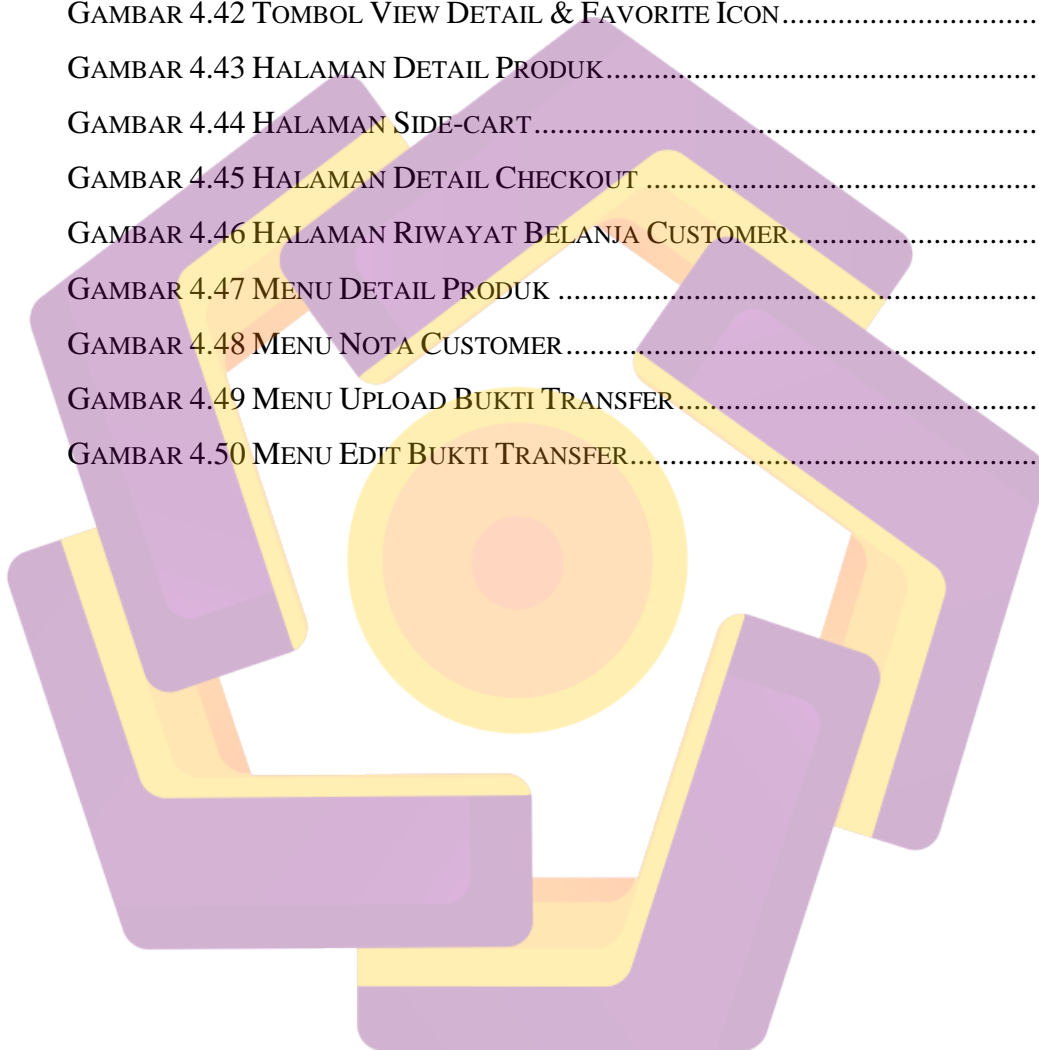 GAMBAR 4.42 TOMBOL VIEW DETAIL & FAVORITE ICON................................
GAMBAR 4.43 HALAMAN DETAIL PRODUK.......................................................
GAMBAR 4.44 HALAMAN SIDE-CART................................................................
GAMBAR 4.45 HALAMAN DETAIL CHECKOUT ..................................................
GAMBAR 4.46 HALAMAN RIWAYAT BELANJA CUSTOMER...............................
GAMBAR 4.47 MENU DETAIL PRODUK .............................................................
GAMBAR 4.48 MENU NOTA CUSTOMER............................................................
GAMBAR 4.49 MENU UPLOAD BUKTI TRANSFER..............................................
GAMBAR 4.50 MENU EDIT BUKTI TRANSFER....................................................